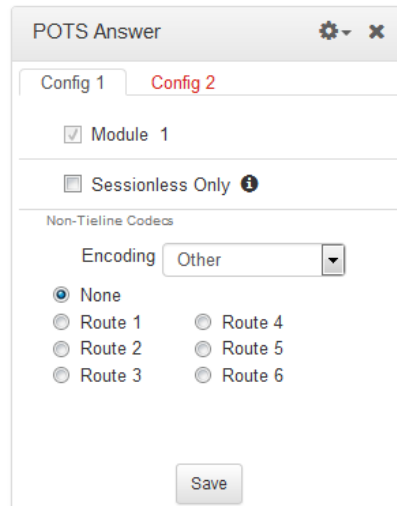 POTS Answer
Config 1 Config 2
Module 1
Sessionless Only
Non-Tieline Codecs
Encoding Other
None
Route 1 Route 4
Route 2 Route 5
Route 3 Route 6
Save